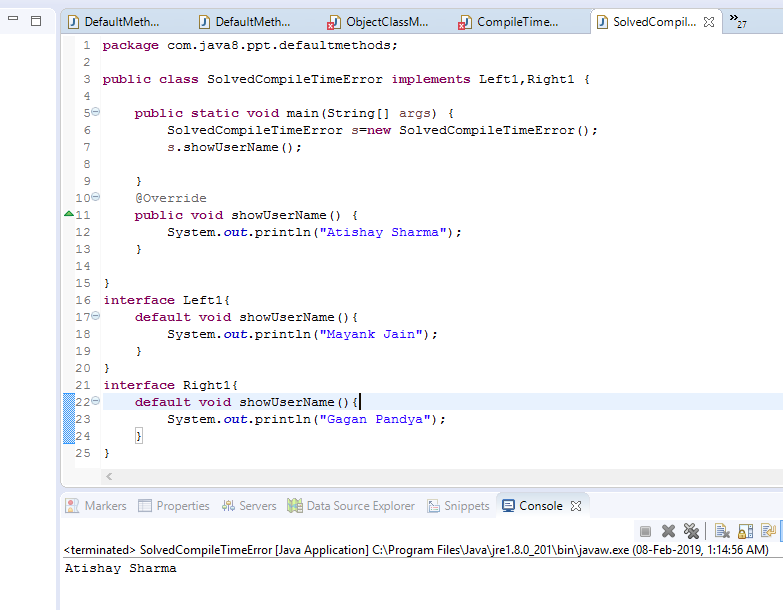 DefaultMeth...
DefaultMeth...
ObjectClassM...
CompileTime...
SolvedCompil...
»27
1 package com.java8.ppt.defaultmethods;
2
3 public class SolvedCompileTimeError implements Left1,Right1 {
4
5     public static void main(String[] args) {
6         SolvedCompileTimeError s=new SolvedCompileTimeError();
7         s.showUserName();
8
9     }
10     @Override
11     public void showUserName() {
12         System.out.println("Atishay Sharma");
13     }
14
15 }
16 interface Left1{
17     default void showUserName(){
18         System.out.println("Mayank Jain");
19     }
20 }
21 interface Right1{
22     default void showUserName(){
23         System.out.println("Gagan Pandya");
24     }
25 }
Markers
Properties
Servers
Data Source Explorer
Snippets
Console
<terminated> SolvedCompileTimeError [Java Application] C:\Program Files\Java\jre1.8.0_201\bin\javaw.exe (08-Feb-2019, 1:14:56 AM)
Atishay Sharma